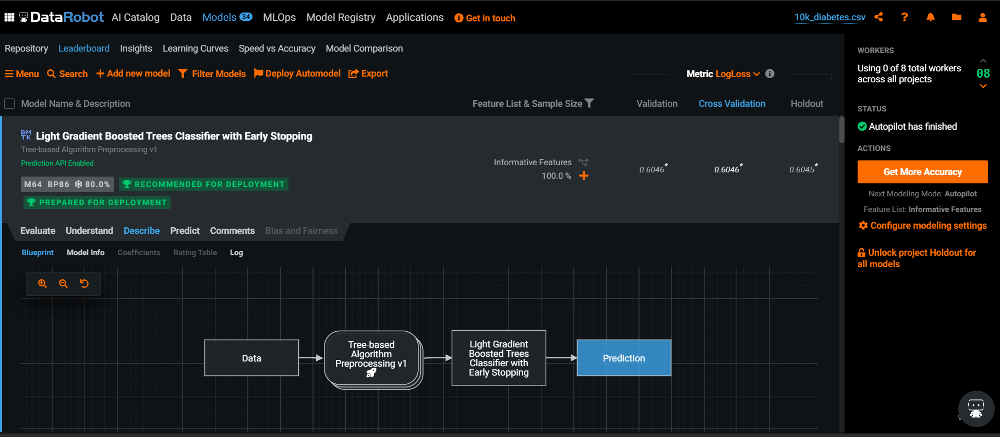 DataRobot AI Catalog Data Models 34 MLOps Model Registry Applications Get in touch 10k_diabetes.csv
Repository Leaderboard Insights Learning Curves Speed vs Accuracy Model Comparison
Menu Search Add new model Filter Models Deploy Automodel Export
Metric LogLoss
Model Name & Description Feature List & Sample Size Validation Cross Validation Holdout
DM
TK
Light Gradient Boosted Trees Classifier with Early Stopping
Tree-based Algorithm Preprocessing v1
Prediction API Enabled
Informative Features
100.0 %
0.6046* 0.6046* 0.6045*
M64 BP86 80.0% RECOMMENDED FOR DEPLOYMENT
PREPARED FOR DEPLOYMENT
Evaluate Understand Describe Predict Comments Bias and Fairness
Blueprint Model Info Coefficients Rating Table Log
Data
Tree-based
Algorithm
Preprocessing v1
Light Gradient
Boosted Trees
Classifier with
Early Stopping
Prediction
WORKERS
Using 0 of 8 total workers
across all projects
08
STATUS
Autopilot has finished
ACTIONS
Get More Accuracy
Next Modeling Mode: Autopilot
Feature List: Informative Features
Configure modeling settings
Unlock project Holdout for
all models